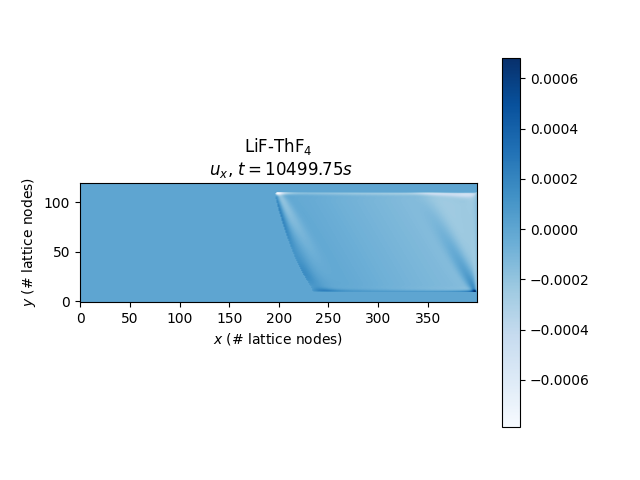 LiF-ThF₄
uₓ, t = 10499.75s
y (# lattice nodes)
100
50
0
0 50 100 150 200 250 300 350
x (# lattice nodes)
0.0006
0.0004
0.0002
0.0000
−0.0002
−0.0004
−0.0006